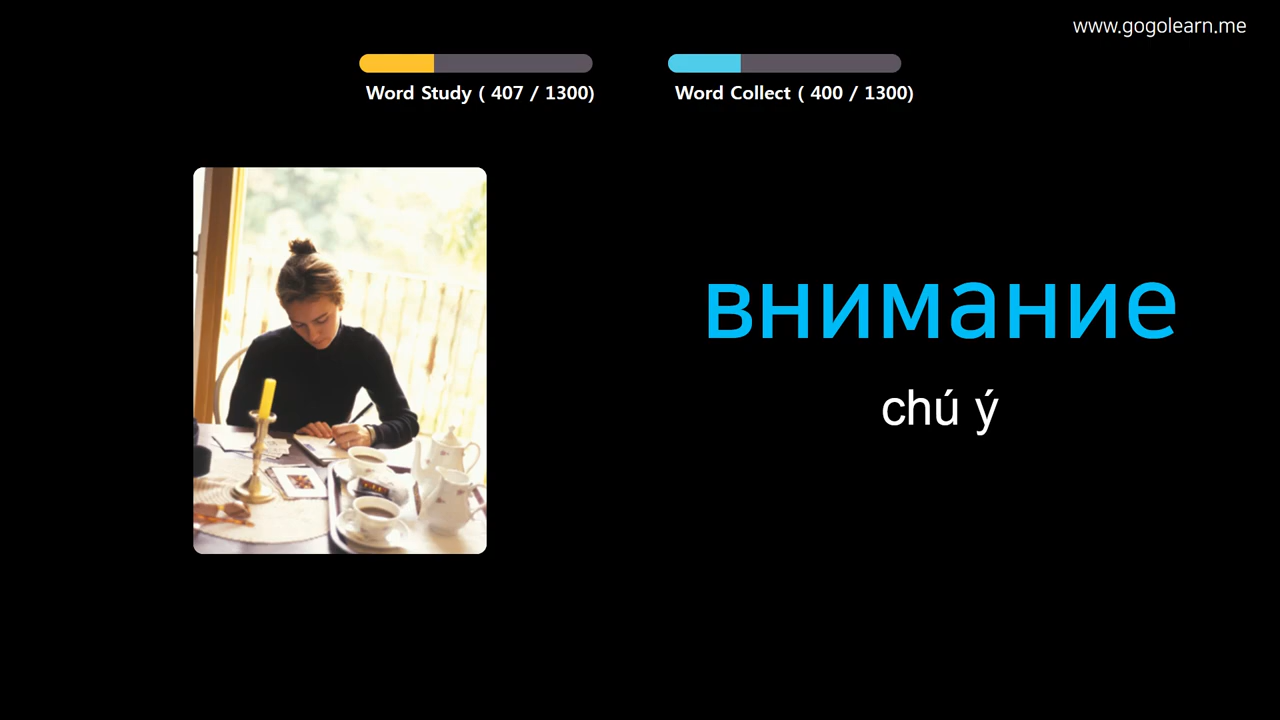 www.gogolearn.me
Word Study ( 407 / 1300)
Word Collect ( 400 / 1300)
внимание
chú ý